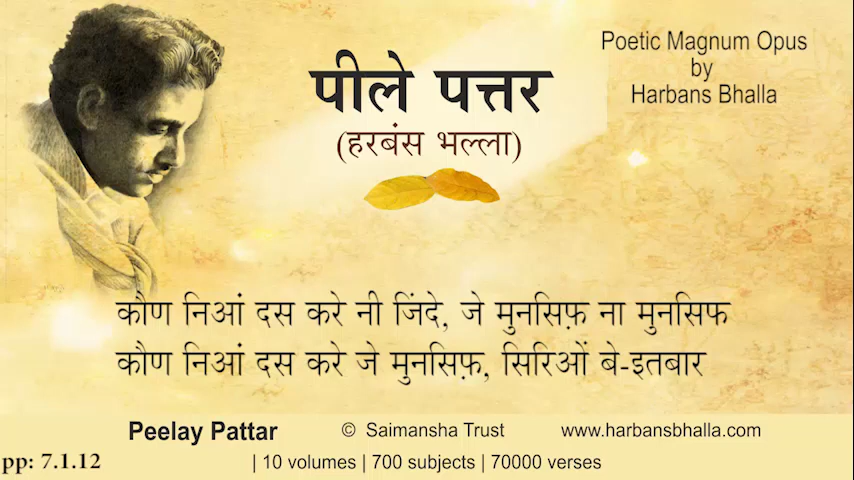 पीले पत्तर
(हरबंस भल्ला)
Poetic Magnum Opus
by
Harbans Bhalla
कौण निआं दस करे नी जिंदे, जे मुनसिफ़ ना मुनसिफ
कौण निआं दस करे जे मुनसिफ़, सिरिओं बे-इतबार
Peelay Pattar © Saimansha Trust www.harbansbhalla.com
pp: 7.1.12 | 10 volumes | 700 subjects | 70000 verses